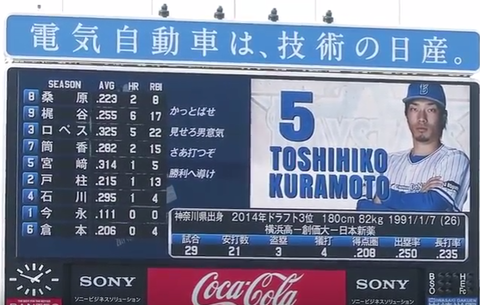 電気自動車は、技術の日産。
SEASON AVG HR RBI
8 桑原 .223 2 8
9 梶谷 .255 6 17
3 ロペス .325 5 22
7 筒香 .282 2 15
5 宮﨑 .314 1 5
2 戸柱 .215 1 13
4 石川 .295 1 4
1 今永 .111 0 0
6 倉本 .206 0 4
かっとばせ
見せろ男意気
さあ打つぞ
勝利へ導け
5
TOSHIHIKO
KURAMOTO
神奈川県出身 2014年ドラフト3位 180cm 82kg 1991/1/7 (26)
横浜高ー創価大ー日本新薬
試合 安打数 盗塁 犠打 得点圏 出塁率 長打率
29 21 3 4 .208 .250 .235
SONY
ソニービジネスソリューション
Coca-Cola
SONY
ソニービジネスソリューション
B
S
O
H
E
FC